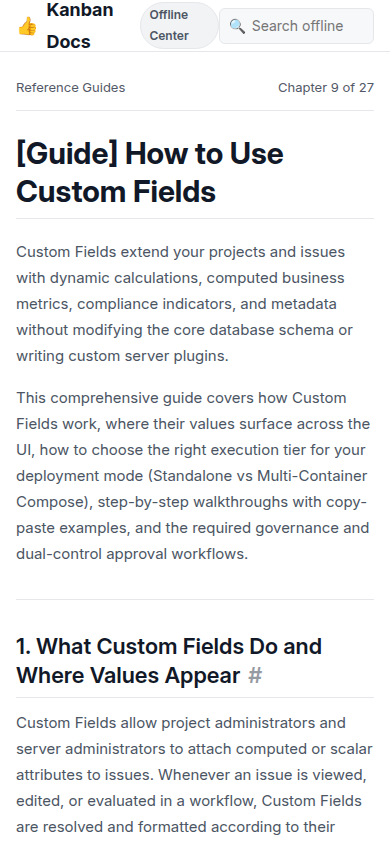 👍 Kanban Docs
Offline Center
🔍 Search offline
Reference Guides
Chapter 9 of 27
[Guide] How to Use
Custom Fields
Custom Fields extend your projects and issues
with dynamic calculations, computed business
metrics, compliance indicators, and metadata
without modifying the core database schema or
writing custom server plugins.
This comprehensive guide covers how Custom
Fields work, where their values surface across the
UI, how to choose the right execution tier for your
deployment mode (Standalone vs Multi-Container
Compose), step-by-step walkthroughs with copy-
paste examples, and the required governance and
dual-control approval workflows.
1. What Custom Fields Do and
Where Values Appear #
Custom Fields allow project administrators and
server administrators to attach computed or scalar
attributes to issues. Whenever an issue is viewed,
edited, or evaluated in a workflow, Custom Fields
are resolved and formatted according to their